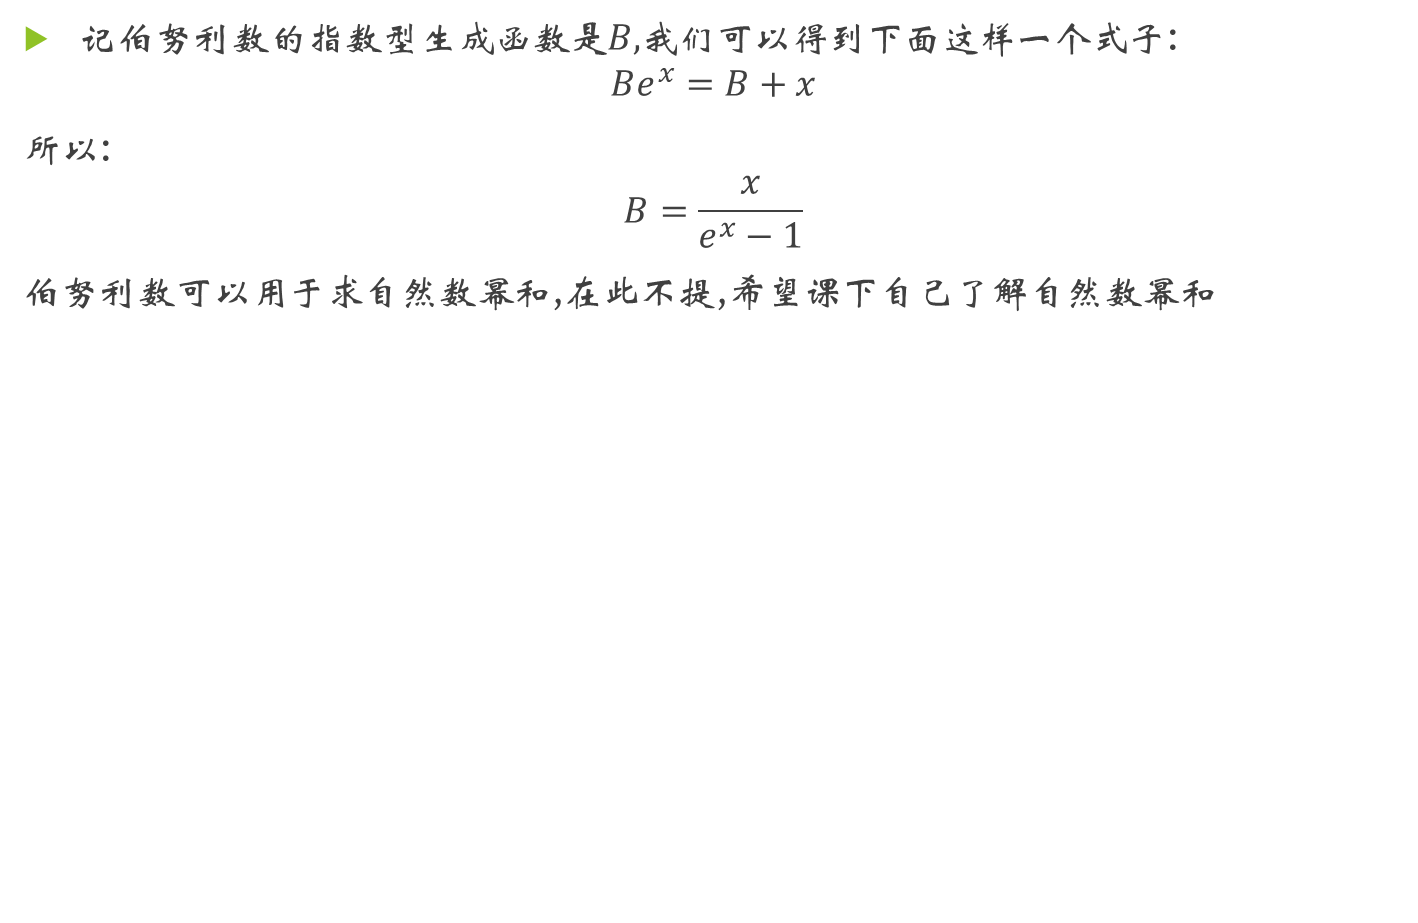 记伯努利数的指数型生成函数是B,我们可以得到下面这样一个式子:
Be^x = B + x
所以:
B = \frac{x}{e^x - 1}
伯努利数可以用于求自然数幂和,在此不提,希望课下自己了解自然数幂和